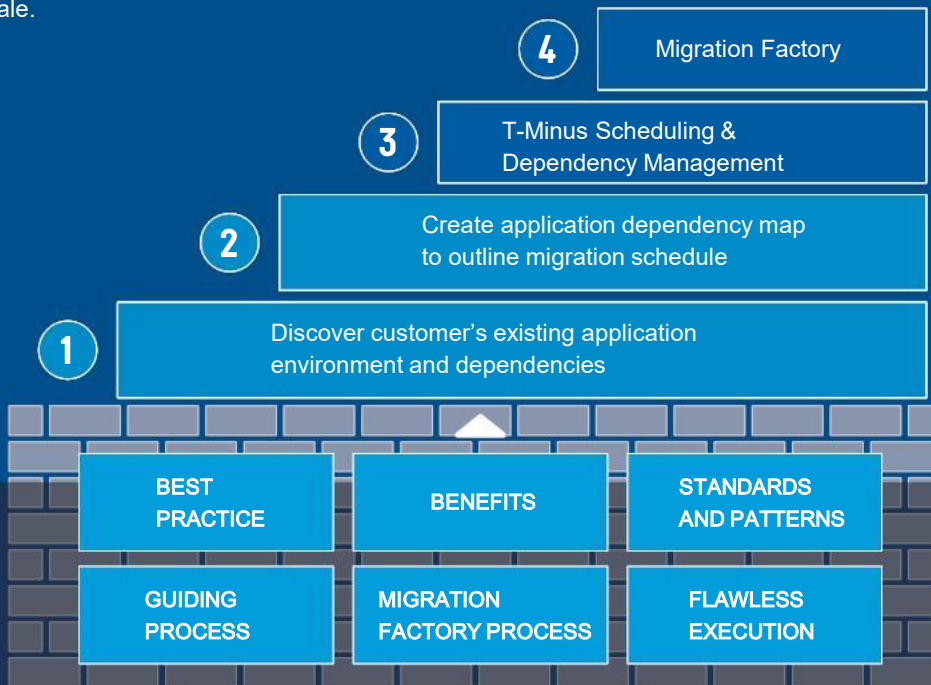 ale.
4
Migration Factory
3
T-Minus Scheduling &
Dependency Management
2
Create application dependency map
to outline migration schedule
1
Discover customer's existing application
environment and dependencies
BEST
PRACTICE
BENEFITS
STANDARDS
AND PATTERNS
GUIDING
PROCESS
MIGRATION
FACTORY PROCESS
FLAWLESS
EXECUTION